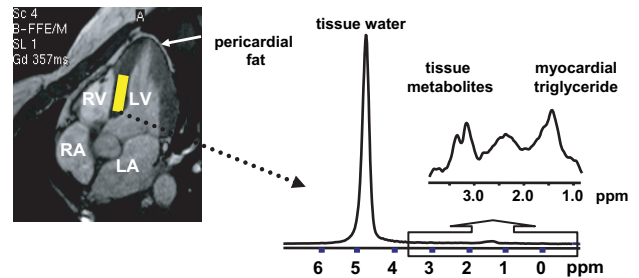 Sc 4
B-FFE/M
SL 1
Gd 357ms
A
pericardial
fat
RV
LV
RA
LA
tissue water
tissue
metabolites
myocardial
triglyceride
3.0 2.0 1.0 ppm
6 5 4 3 2 1 0 ppm